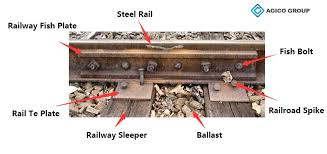 Steel Rail
AGICO GROUP
Railway Fish Plate
Fish Bolt
Rail Te Plate
Railroad Spike
Railway Sleeper
Ballast